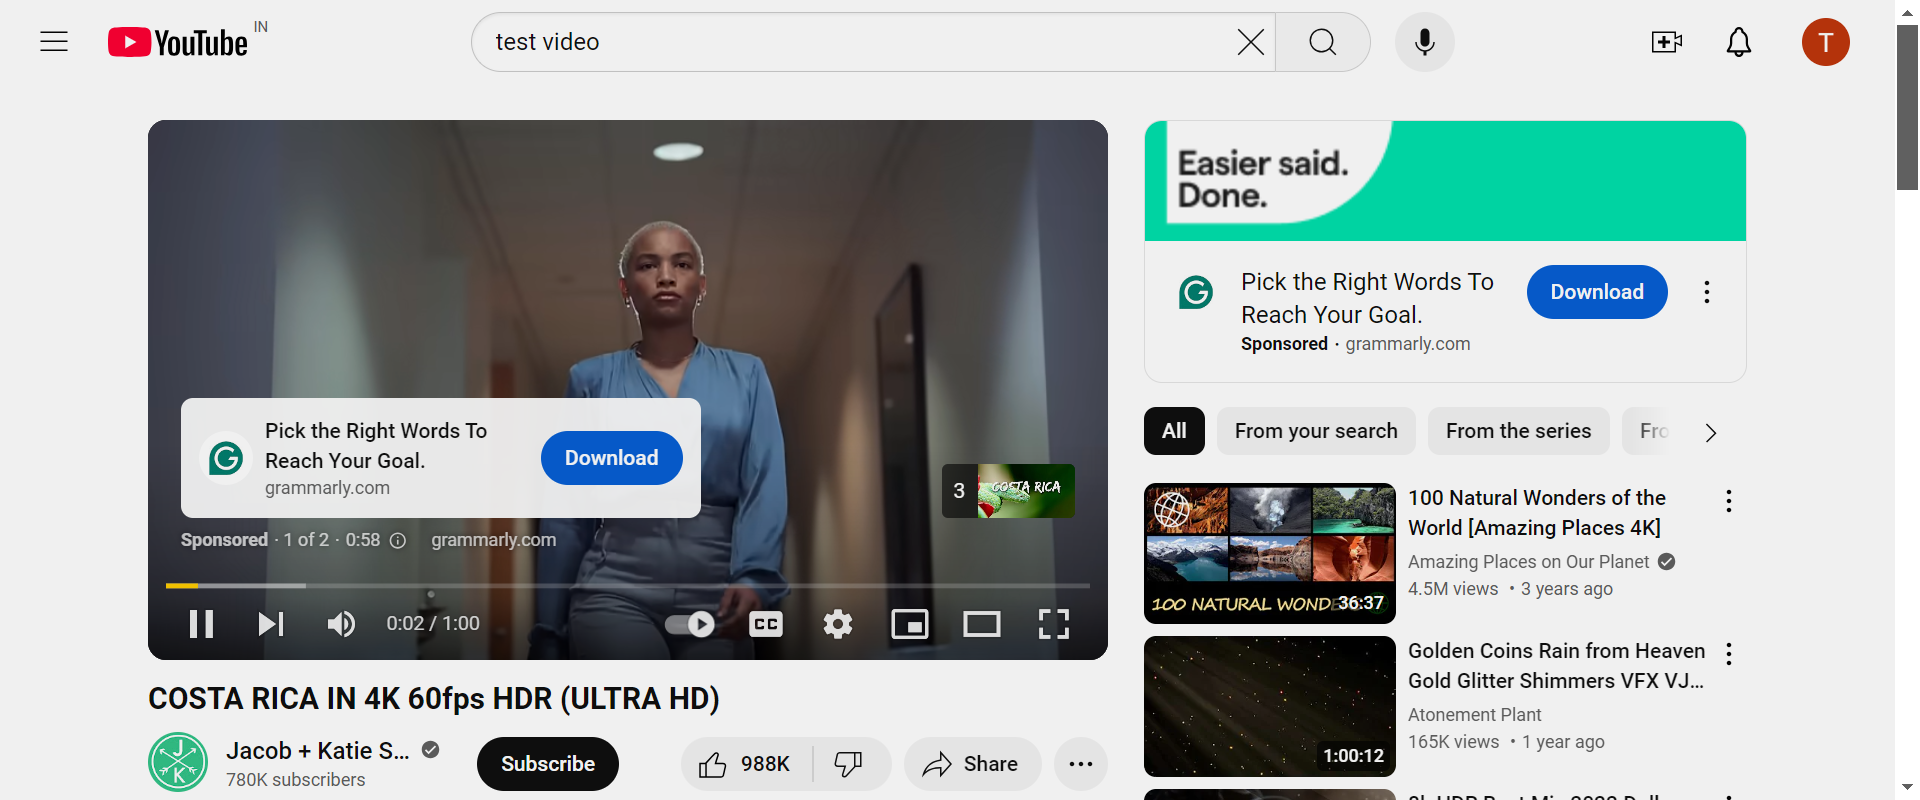 YouTube IN
test video
T
Easier said.
Done.
Pick the Right Words To
Reach Your Goal.
Sponsored · grammarly.com
Download
Pick the Right Words To
Reach Your Goal.
grammarly.com
Download
3
COSTA RICA
Sponsored · 1 of 2 · 0:58
grammarly.com
0:02 / 1:00
CC
COSTA RICA IN 4K 60fps HDR (ULTRA HD)
J
K
Jacob + Katie S...
780K subscribers
Subscribe
988K
Share
All
From your search
From the series
Fro
100 NATURAL WOND
36:37
100 Natural Wonders of the
World [Amazing Places 4K]
Amazing Places on Our Planet
4.5M views • 3 years ago
1:00:12
Golden Coins Rain from Heaven
Gold Glitter Shimmers VFX VJ...
Atonement Plant
165K views • 1 year ago